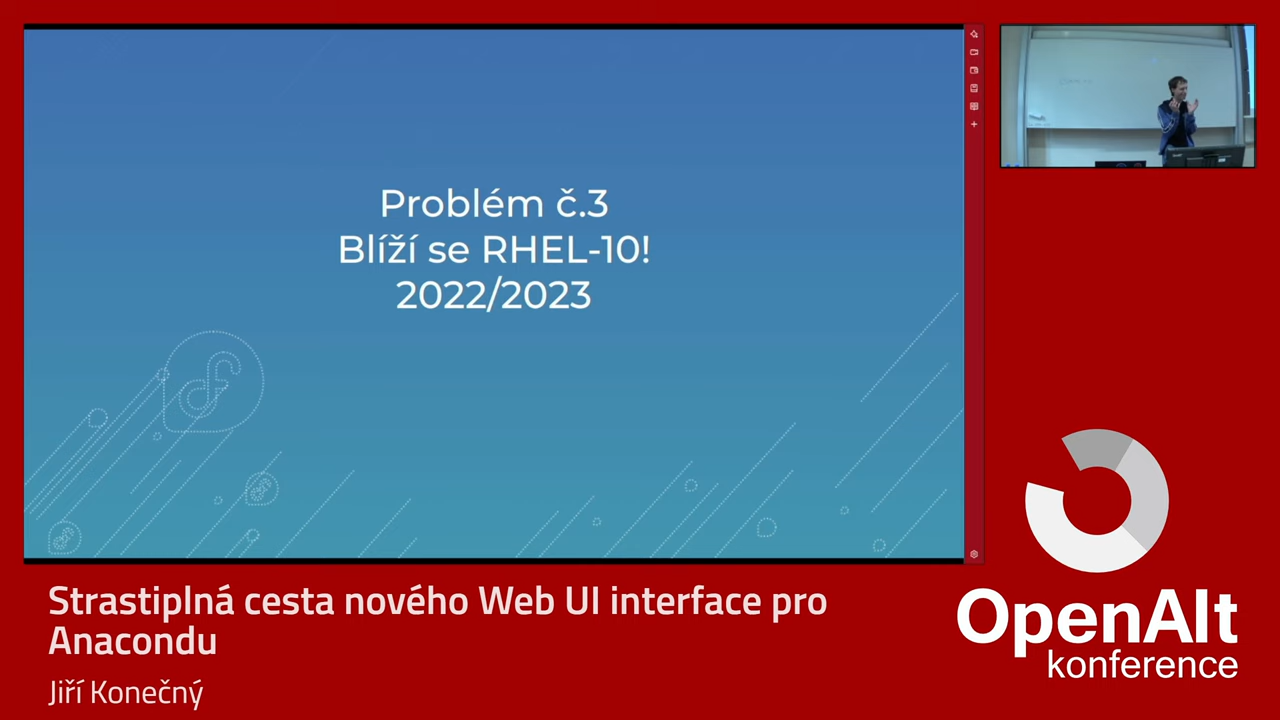 Problém č.3
Blíží se RHEL-10!
2022/2023
Strastiplná cesta nového Web UI interface pro
Anacondu
Jiří Konečný
OpenAlt
konference